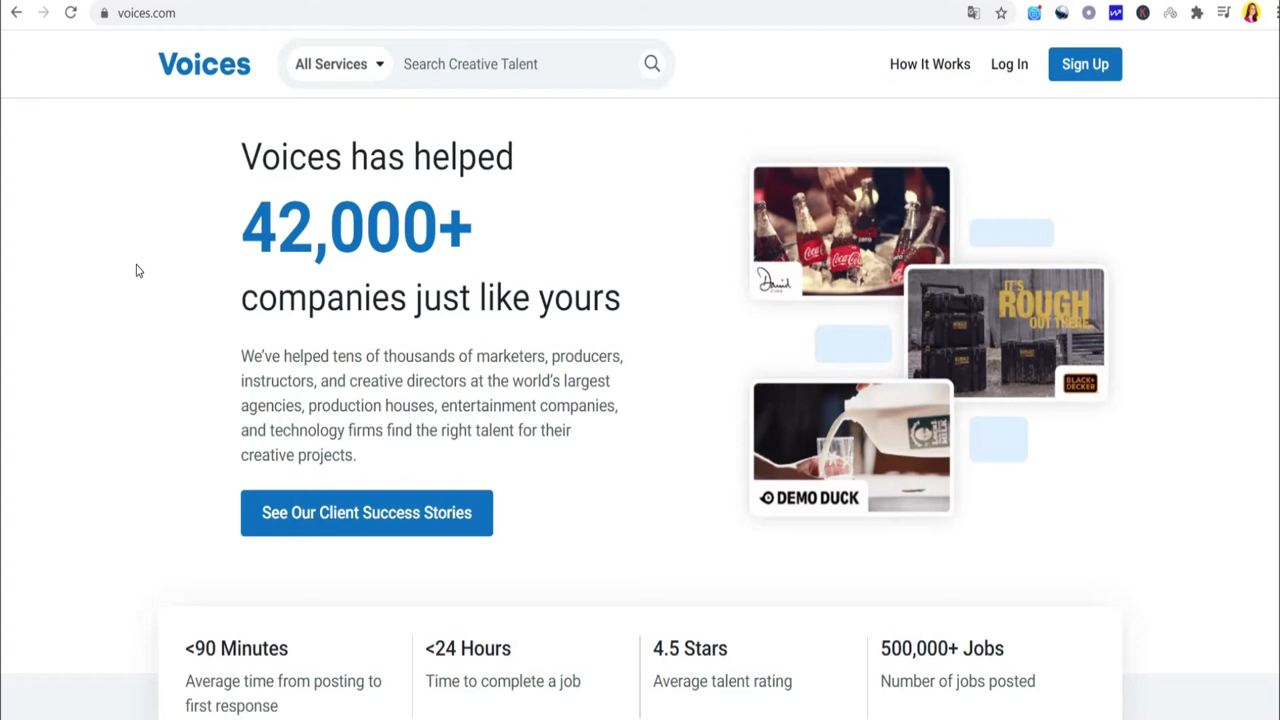 voices.com
Voices
All Services
Search Creative Talent
How It Works
Log In
Sign Up
Voices has helped
42,000+
companies just like yours
We've helped tens of thousands of marketers, producers,
instructors, and creative directors at the world's largest
agencies, production houses, entertainment companies,
and technology firms find the right talent for their
creative projects.
See Our Client Success Stories
Coca-Cola
David
IT'S
ROUGH
OUT THERE
BLACK+
DECKER
MILK
DEMO DUCK
<90 Minutes
Average time from posting to
first response
<24 Hours
Time to complete a job
4.5 Stars
Average talent rating
500,000+ Jobs
Number of jobs posted